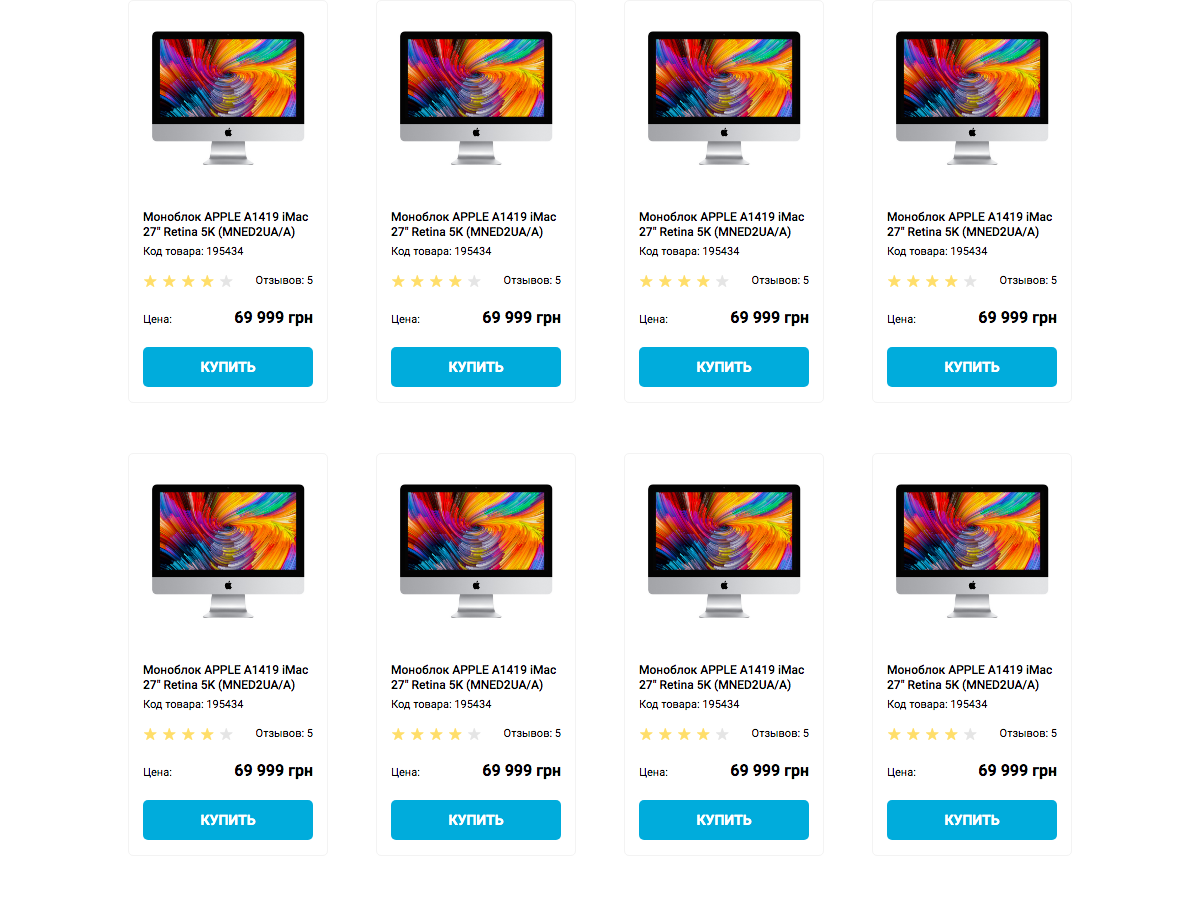 Моноблок APPLE A1419 iMac
27" Retina 5K (MNED2UA/A)
Код товара: 195434
Отзывов: 5
Цена: 69 999 грн
КУПИТЬ
Моноблок APPLE A1419 iMac
27" Retina 5K (MNED2UA/A)
Код товара: 195434
Отзывов: 5
Цена: 69 999 грн
КУПИТЬ
Моноблок APPLE A1419 iMac
27" Retina 5K (MNED2UA/A)
Код товара: 195434
Отзывов: 5
Цена: 69 999 грн
КУПИТЬ
Моноблок APPLE A1419 iMac
27" Retina 5K (MNED2UA/A)
Код товара: 195434
Отзывов: 5
Цена: 69 999 грн
КУПИТЬ
Моноблок APPLE A1419 iMac
27" Retina 5K (MNED2UA/A)
Код товара: 195434
Отзывов: 5
Цена: 69 999 грн
КУПИТЬ
Моноблок APPLE A1419 iMac
27" Retina 5K (MNED2UA/A)
Код товара: 195434
Отзывов: 5
Цена: 69 999 грн
КУПИТЬ
Моноблок APPLE A1419 iMac
27" Retina 5K (MNED2UA/A)
Код товара: 195434
Отзывов: 5
Цена: 69 999 грн
КУПИТЬ
Моноблок APPLE A1419 iMac
27" Retina 5K (MNED2UA/A)
Код товара: 195434
Отзывов: 5
Цена: 69 999 грн
КУПИТЬ